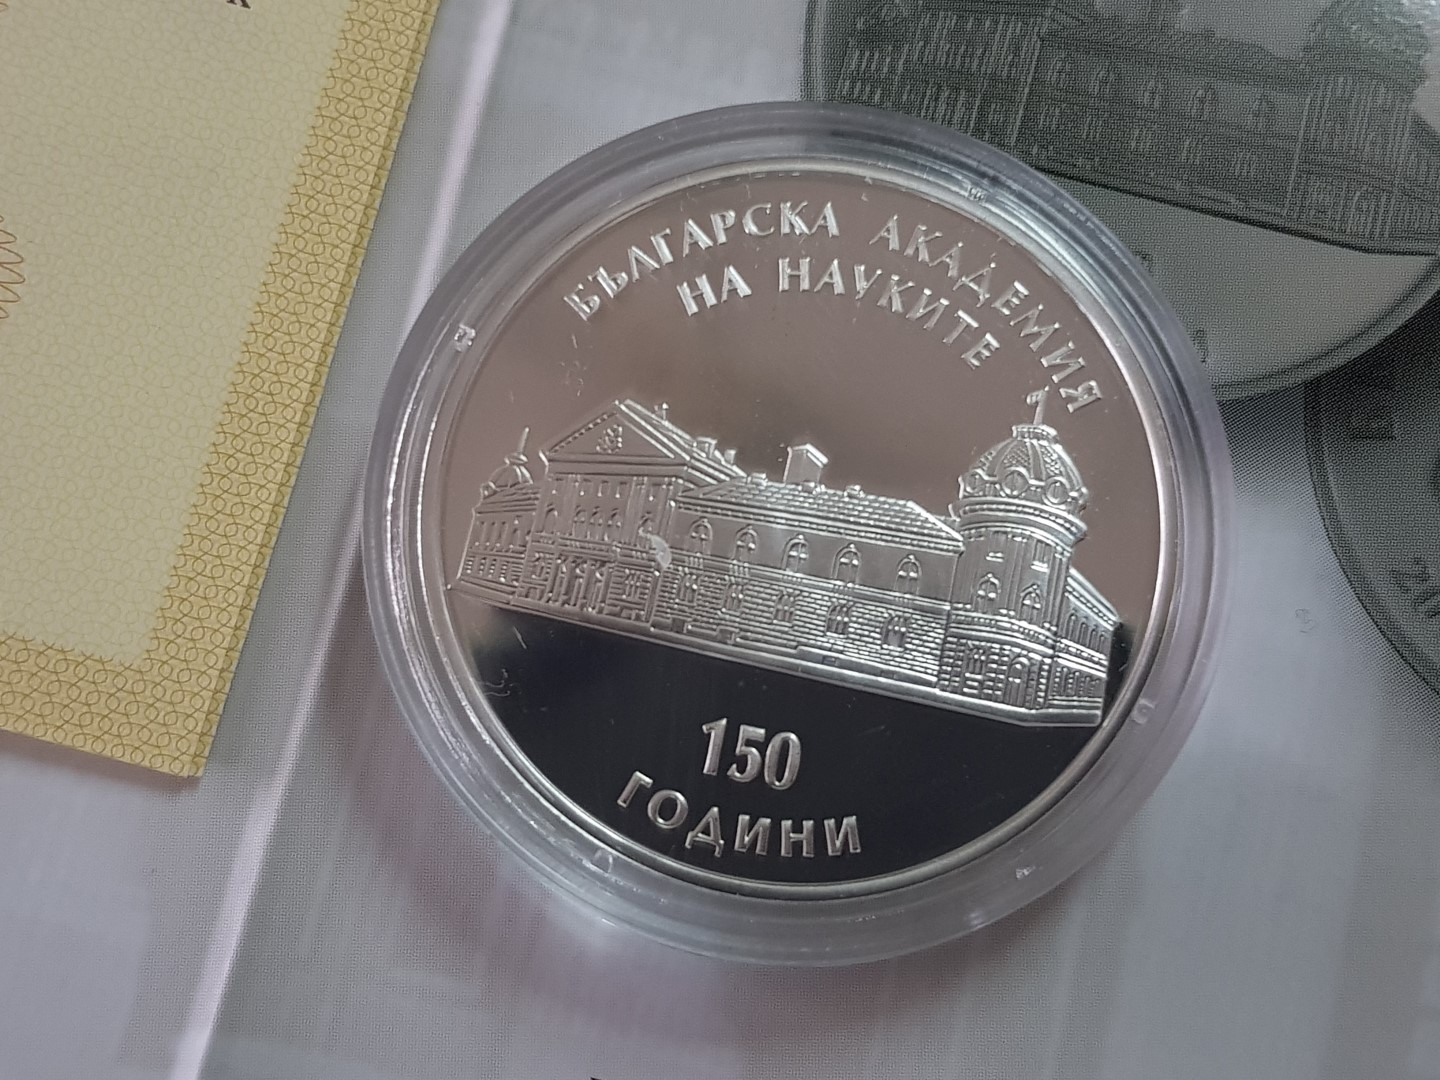 БЪЛГАРСКА АКАДЕМИЯ
НА НАУКИТЕ
150
ГОДИНИ